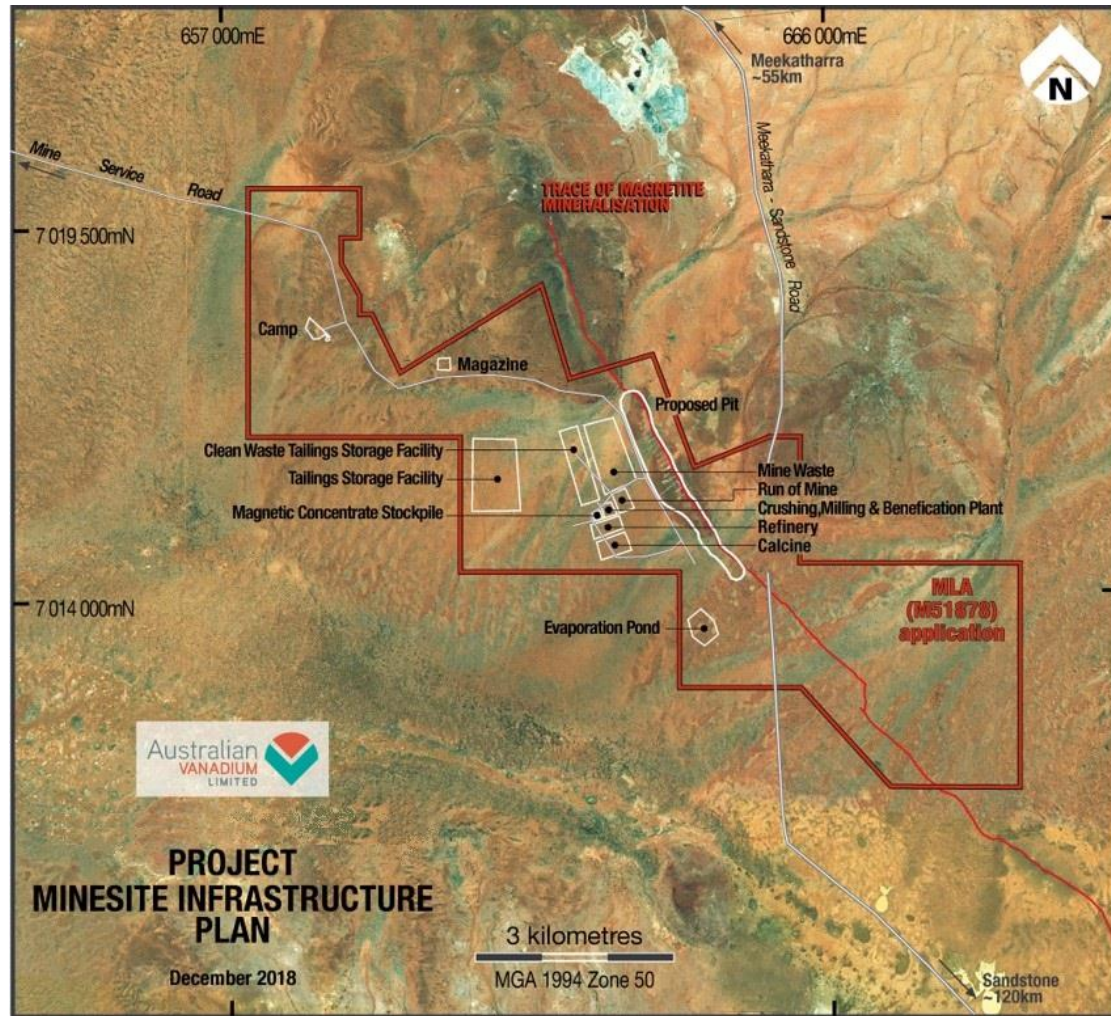 657 000mE
666 000mE
Meekatharra
~55km
N
Mine Service Road
Meekatharra - Sandstone Road
TRACE OF MAGNETITE
MINERALISATION
7 019 500mN
Camp
Magazine
Proposed Pit
Clean Waste Tailings Storage Facility
Tailings Storage Facility
Magnetic Concentrate Stockpile
Mine Waste
Run of Mine
Crushing,Milling & Benefication Plant
Refinery
Calcine
7 014 000mN
Evaporation Pond
MLA
(M51878)
application
Australian
VANADIUM
LIMITED
PROJECT
MINESITE INFRASTRUCTURE
PLAN
December 2018
3 kilometres
MGA 1994 Zone 50
Sandstone
~120km